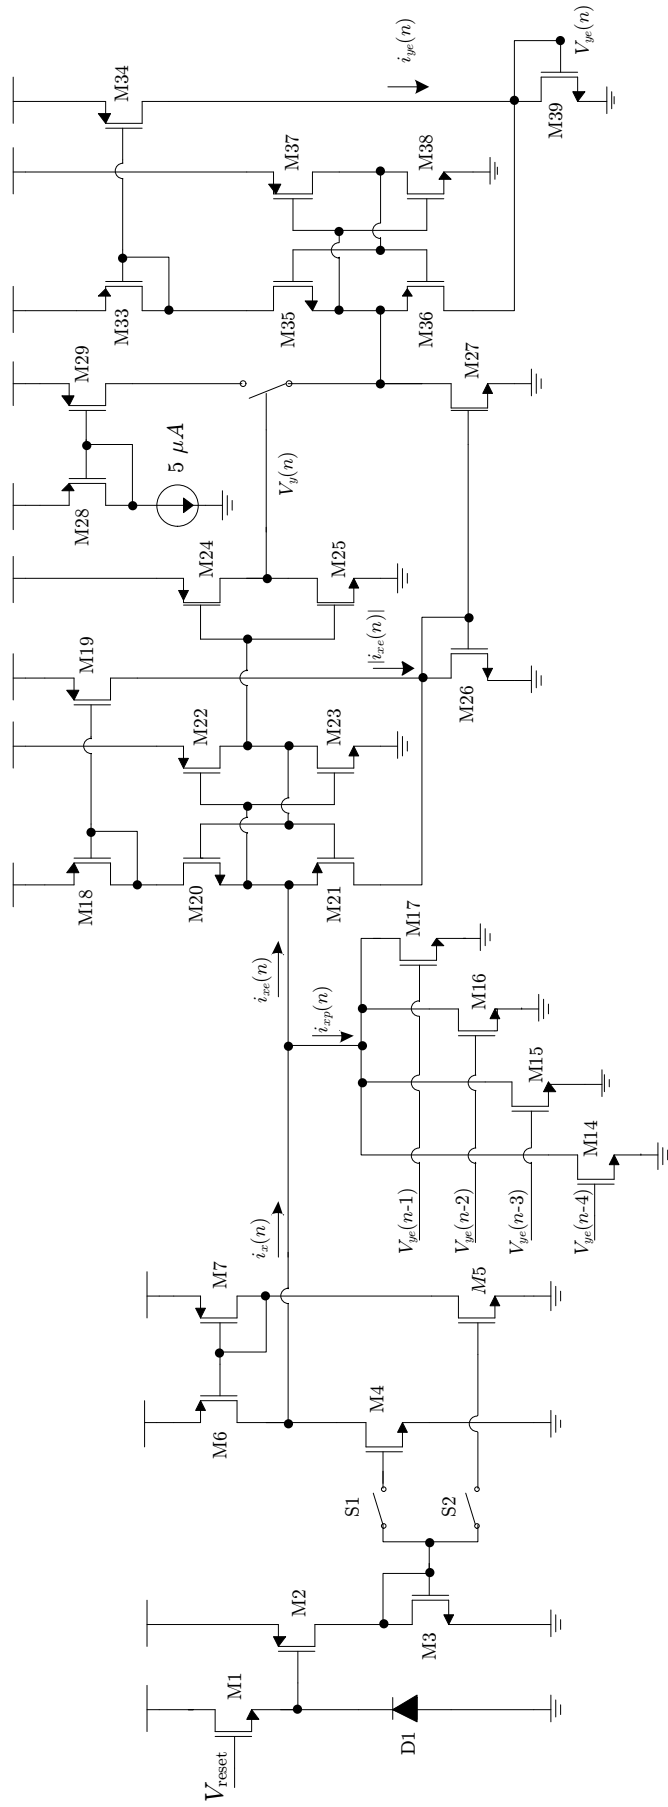 V_reset
M1
D1
M2
M3
S1
S2
M4
M5
M6
M7
i_x(n)
V_ye(n-4)
V_ye(n-3)
V_ye(n-2)
V_ye(n-1)
M14
M15
M16
M17
i_xp(n)
i_xe(n)
M18
M19
M20
M21
M22
M23
|i_xe(n)|
M24
M25
M26
M27
V_y(n)
M28
M29
5 μA
M33
M34
M35
M36
M37
M38
i_ye(n)
M39
V_ye(n)